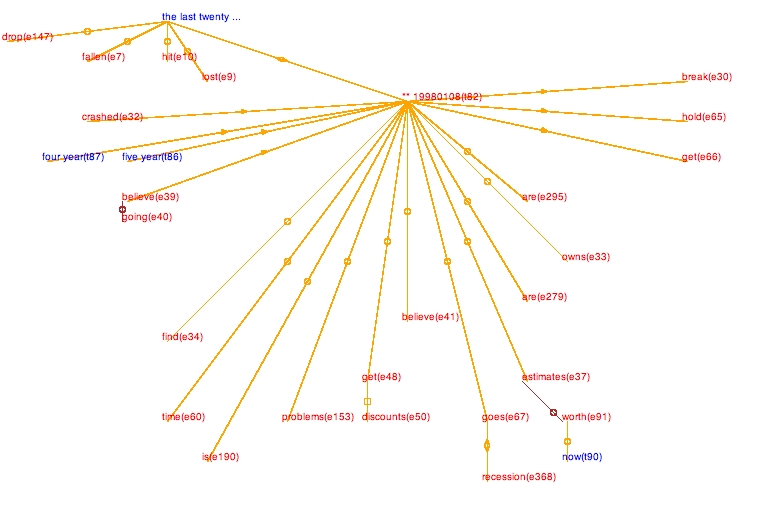 the last twenty ...
drop(e147)
fallen(e7)
hit(e10)
lost(e9)
** 19980108(t82)
break(e30)
crashed(e32)
hold(e65)
four year(t87)
five year(t86)
get(e66)
believe(e39)
are(e295)
going(e40)
owns(e33)
are(e279)
believe(e41)
find(e34)
get(e48)
estimates(e37)
time(e60)
problems(e153)
discounts(e50)
goes(e67)
worth(e91)
is(e190)
now(t90)
recession(e368)